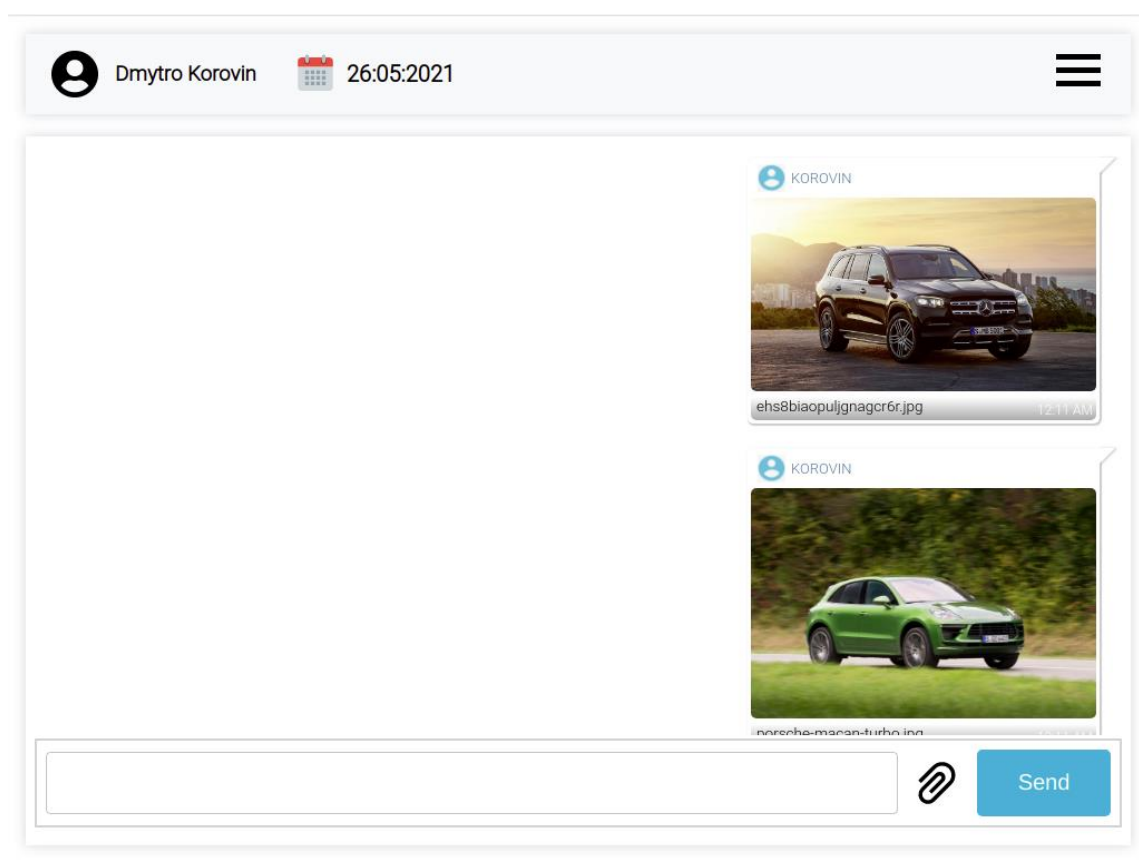 Dmytro Korovin 26:05:2021
KOROVIN
ehs8biaopuljgnagcr6r.jpg 12:11 AM
KOROVIN
porsche-macan-turbo.jpg
Send